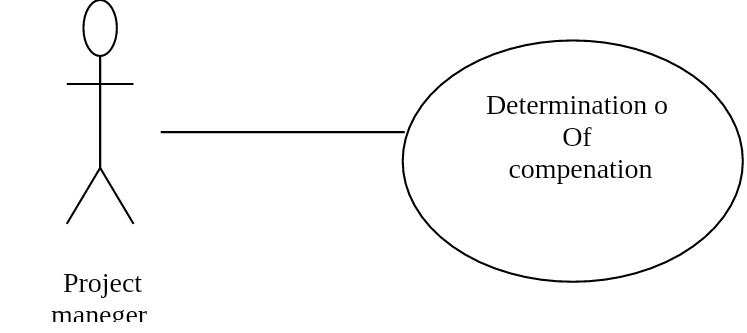 Determination o
Of
compenation
Project
maneger